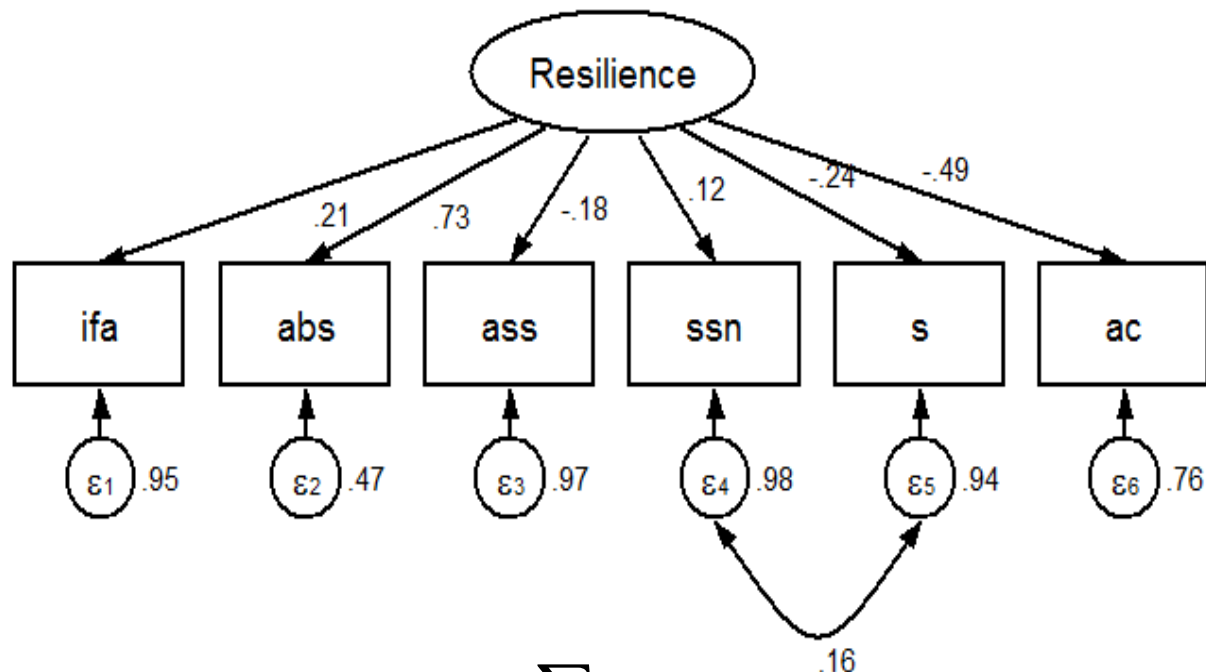 Resilience
.21 .73 -.18 .12 -.24 -.49
ifa abs ass ssn s ac
ε1 .95 ε2 .47 ε3 .97 ε4 .98 ε5 .94 ε6 .76
.16
Σ